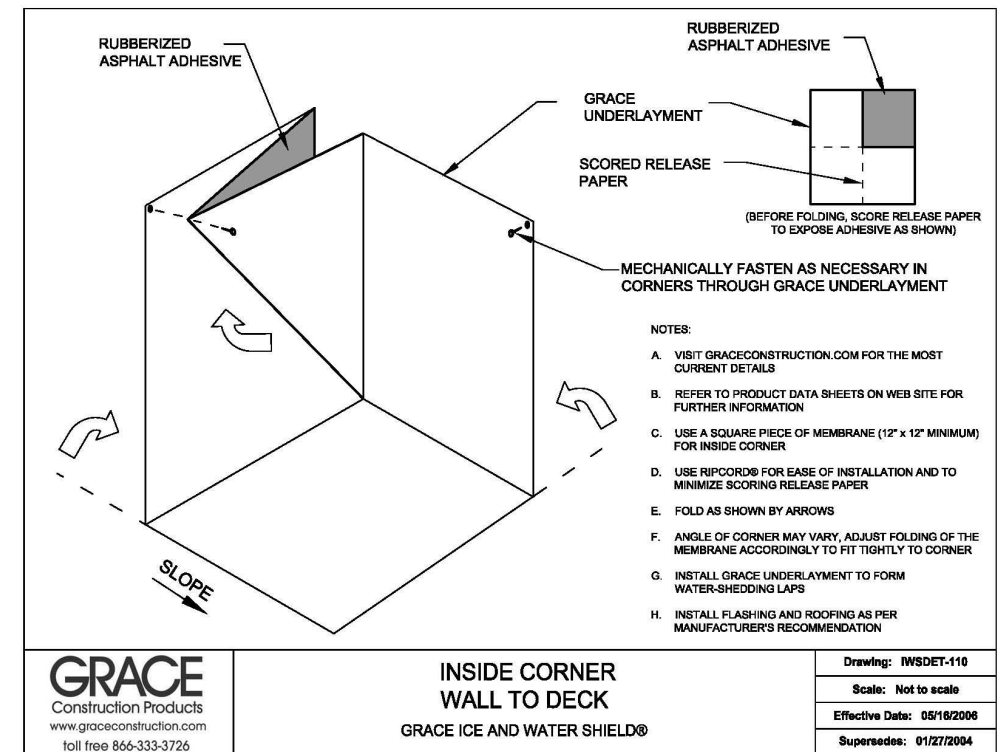 RUBBERIZED
ASPHALT ADHESIVE
RUBBERIZED
ASPHALT ADHESIVE
GRACE
UNDERLAYMENT
SCORED RELEASE
PAPER
(BEFORE FOLDING, SCORE RELEASE PAPER
TO EXPOSE ADHESIVE AS SHOWN)
MECHANICALLY FASTEN AS NECESSARY IN
CORNERS THROUGH GRACE UNDERLAYMENT
NOTES:
A. VISIT GRACECONSTRUCTION.COM FOR THE MOST
CURRENT DETAILS
B. REFER TO PRODUCT DATA SHEETS ON WEB SITE FOR
FURTHER INFORMATION
C. USE A SQUARE PIECE OF MEMBRANE (12" x 12" MINIMUM)
FOR INSIDE CORNER
D. USE RIPCORD® FOR EASE OF INSTALLATION AND TO
MINIMIZE SCORING RELEASE PAPER
E. FOLD AS SHOWN BY ARROWS
F. ANGLE OF CORNER MAY VARY, ADJUST FOLDING OF THE
MEMBRANE ACCORDINGLY TO FIT TIGHTLY TO CORNER
G. INSTALL GRACE UNDERLAYMENT TO FORM
WATER-SHEDDING LAPS
H. INSTALL FLASHING AND ROOFING AS PER
MANUFACTURER'S RECOMMENDATION
SLOPE
GRACE
Construction Products
www.graceconstruction.com
toll free 866-333-3726
INSIDE CORNER
WALL TO DECK
GRACE ICE AND WATER SHIELD®
Drawing: IWSDET-110
Scale: Not to scale
Effective Date: 05/16/2006
Supersedes: 01/27/2004